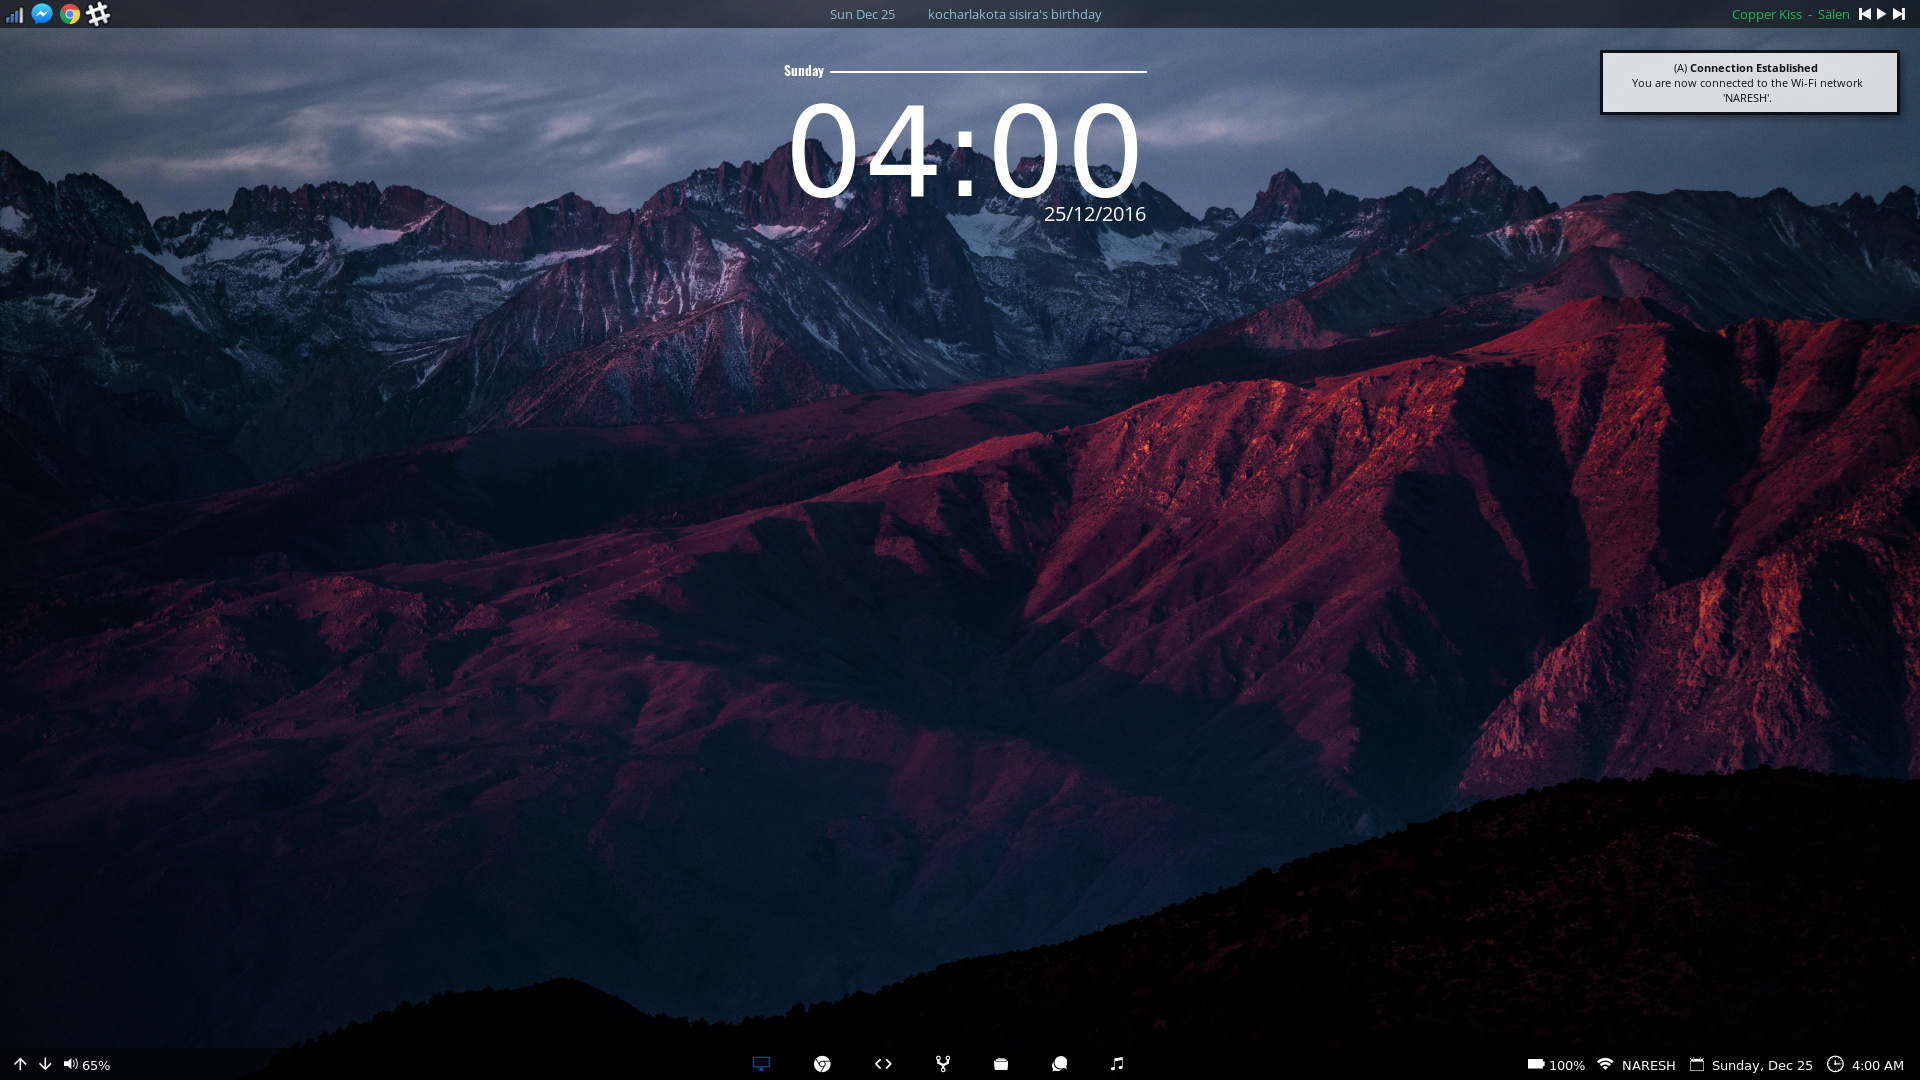 Sun Dec 25 kocharlakota sisira's birthday
Copper Kiss - Sälen
Sunday
04:00
25/12/2016
(A) Connection Established
You are now connected to the Wi-Fi network
'NARESH'.
65%
100% NARESH Sunday, Dec 25 4:00 AM